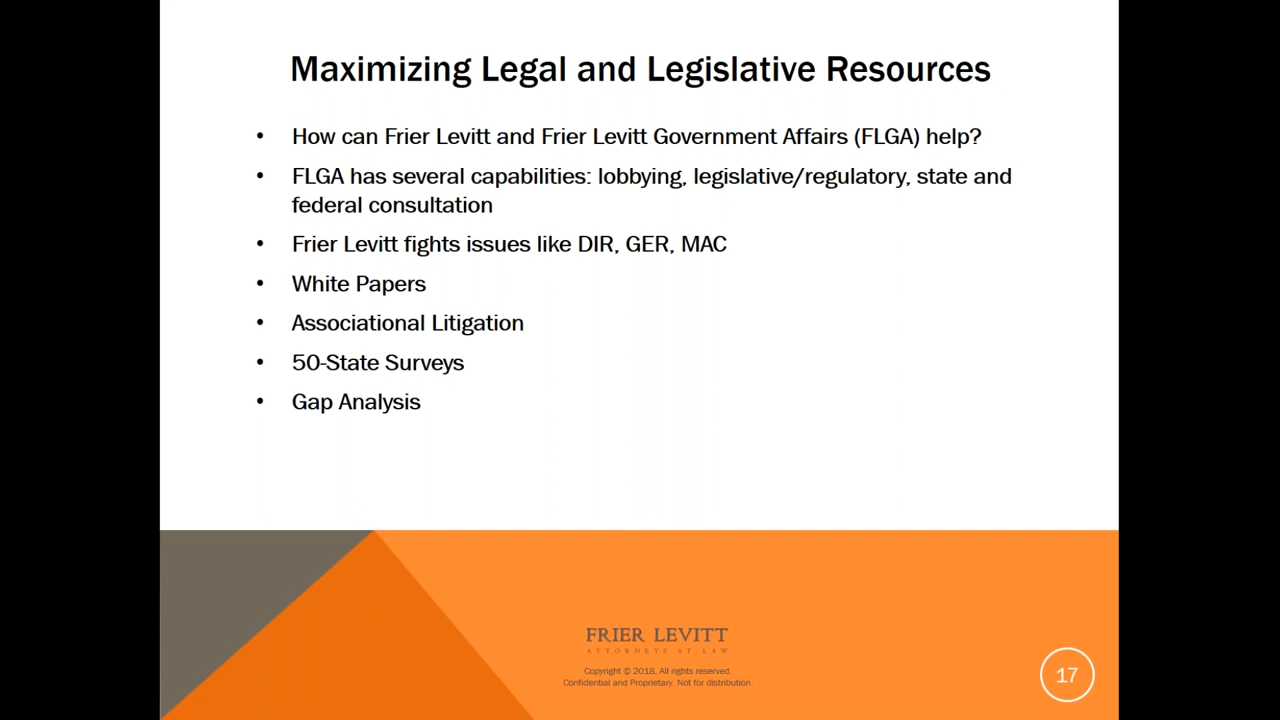 Maximizing Legal and Legislative Resources
• How can Frier Levitt and Frier Levitt Government Affairs (FLGA) help?
• FLGA has several capabilities: lobbying, legislative/regulatory, state and
federal consultation
• Frier Levitt fights issues like DIR, GER, MAC
• White Papers
• Associational Litigation
• 50-State Surveys
• Gap Analysis
FRIER LEVITT
ATTORNEYS AT LAW
Copyright © 2018. All rights reserved.
Confidential and Proprietary. Not for distribution.
17